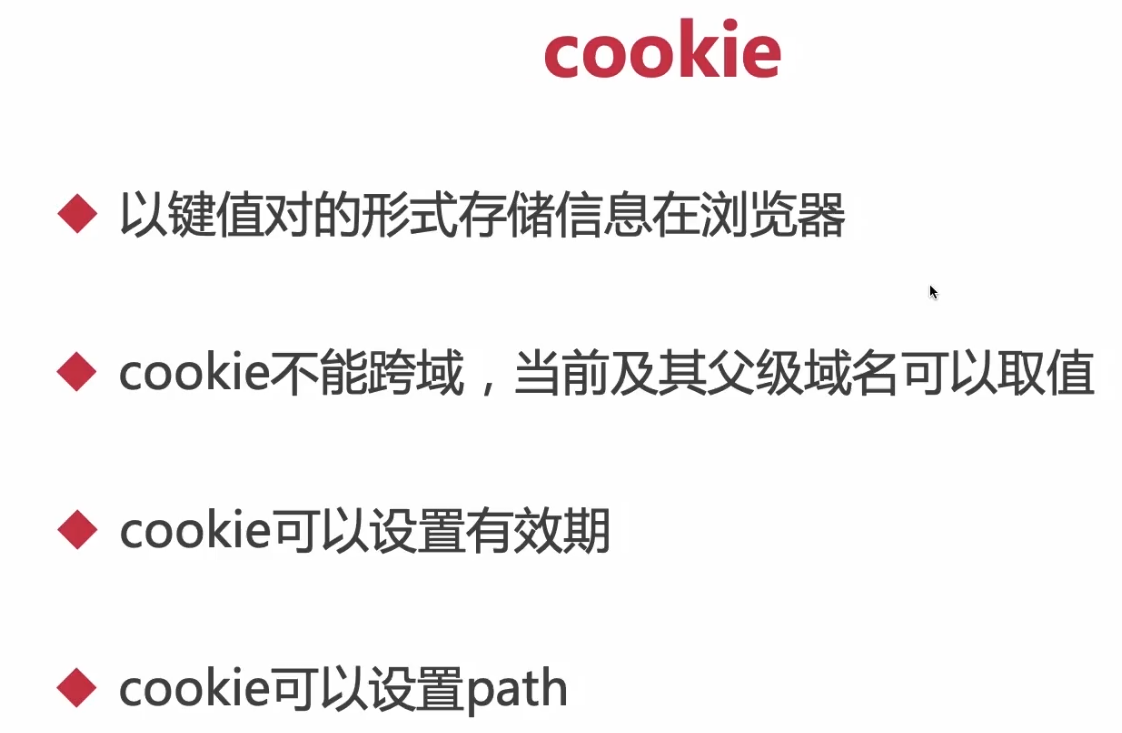 cookie
以键值对的形式存储信息在浏览器
cookie不能跨域，当前及其父级域名可以取值
cookie可以设置有效期
cookie可以设置path